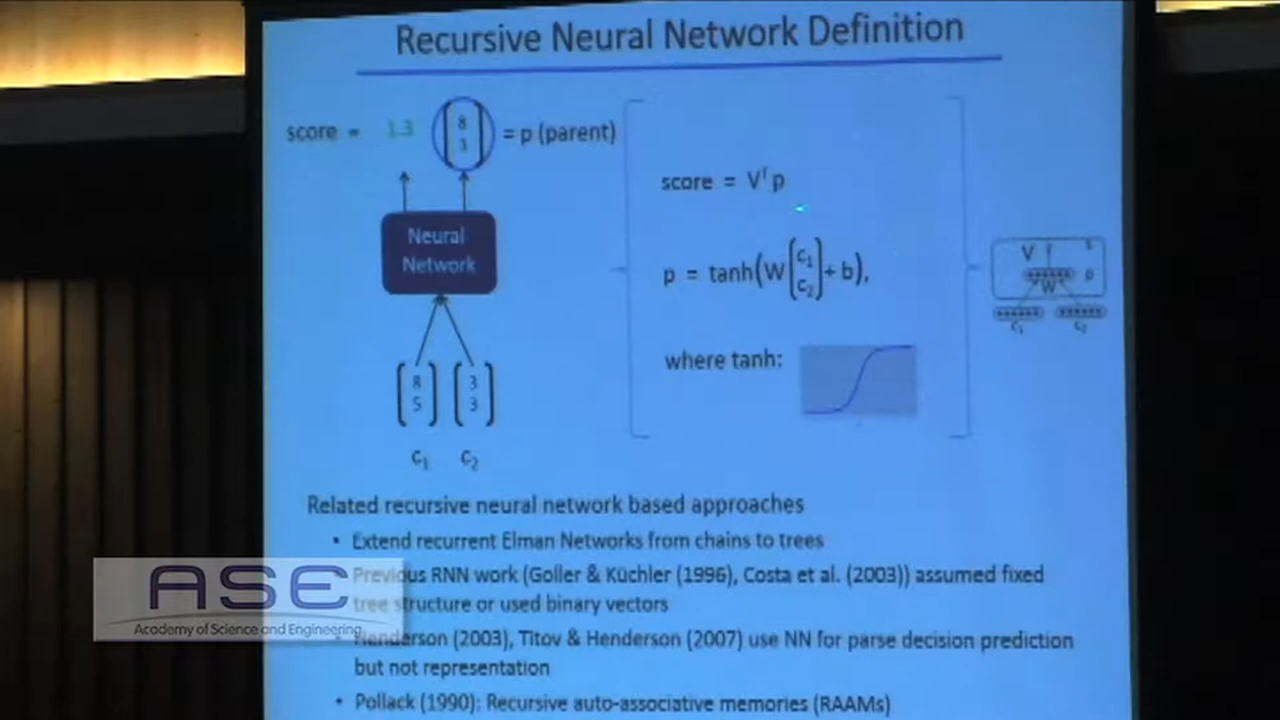 Recursive Neural Network Definition
score = 1.3 [8 3] = p (parent)
score = Vᵀp
Neural
Network
p = tanh(W[c₁ c₂] + b),
V s
p
W
c₁ c₂
where tanh:
[8 5] [3 3]
c₁ c₂
Related recursive neural network based approaches
• Extend recurrent Elman Networks from chains to trees
Previous RNN work (Goller & Küchler (1996), Costa et al. (2003)) assumed fixed
tree structure or used binary vectors
Henderson (2003), Titov & Henderson (2007) use NN for parse decision prediction
but not representation
• Pollack (1990): Recursive auto-associative memories (RAAMs)
ASE
Academy of Science and Engineering